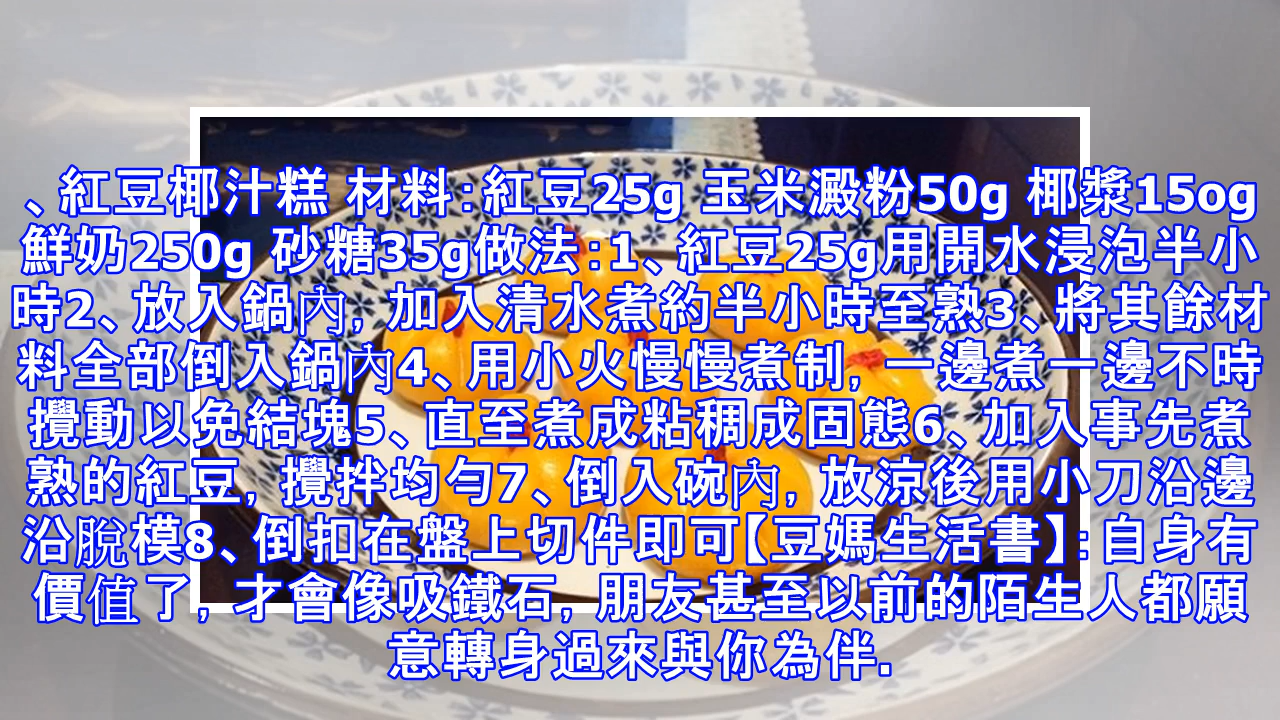 、紅豆椰汁糕 材料:紅豆25g 玉米澱粉50g 椰漿15og
鮮奶250g 砂糖35g做法:1、紅豆25g用開水浸泡半小
時2、放入鍋內, 加入清水煮約半小時至熟3、將其餘材
料全部倒入鍋內4、用小火慢慢煮制, 一邊煮一邊不時
攪動以免結塊5、直至煮成粘稠成固態6、加入事先煮
熟的紅豆, 攪拌均勻7、倒入碗內, 放涼後用小刀沿邊
沿脫模8、倒扣在盤上切件即可【豆媽生活書】:自身有
價值了, 才會像吸鐵石, 朋友甚至以前的陌生人都願
意轉身過來與你為伴.